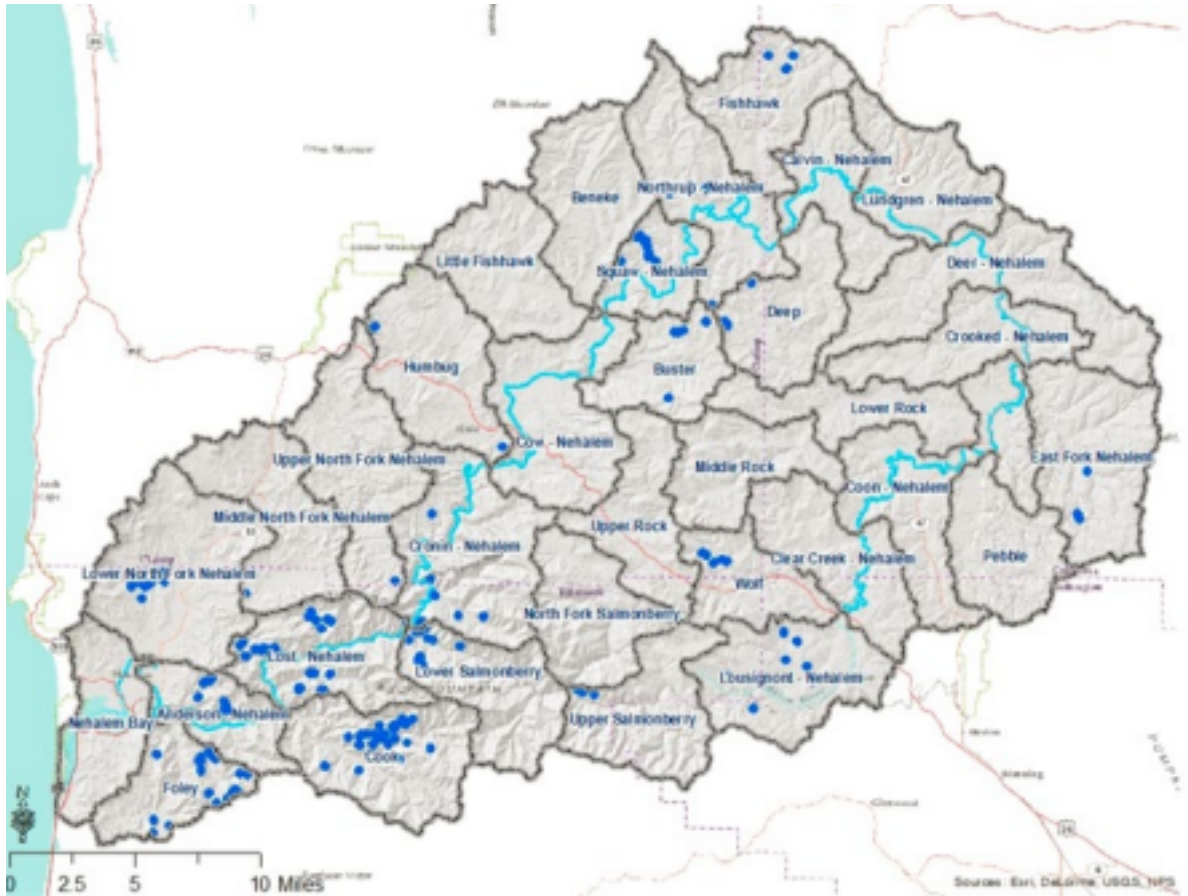 Fishhawk
Calvin - Nehalem
Beneke
Northrup - Nehalem
Lundgren - Nehalem
Little Fishhawk
Squaw - Nehalem
Deer - Nehalem
Deep
Crooked - Nehalem
Humbug
Buster
Lower Rock
Cow - Nehalem
Upper North Fork Nehalem
Middle Rock
East Fork Nehalem
Coon - Nehalem
Middle North Fork Nehalem
Upper Rock
Cronin - Nehalem
Clear Creek - Nehalem
Pebble
Lower North Fork Nehalem
Wolf
North Fork Salmonberry
Lost - Nehalem
Lower Salmonberry
Lousignont - Nehalem
Anderson - Nehalem
Nehalem Bay
Upper Salmonberry
Cook
Foley
N
0 2.5 5 10 Miles
Sources: Esri, DeLorme, USGS, NPS